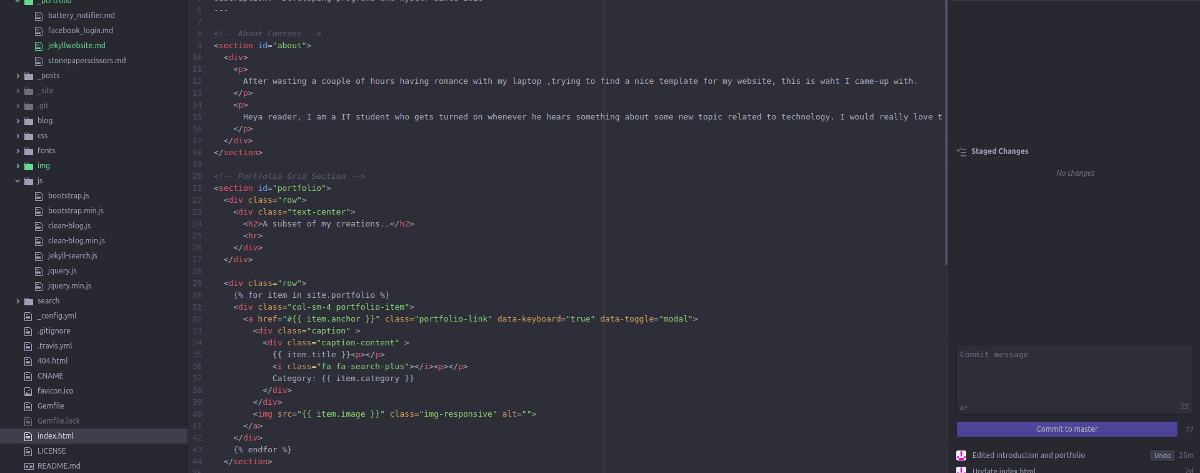 _portfolio
battery_notifier.md
facebook_login.md
jekyllwebsite.md
stonepaperscissors.md
_posts
_site
.git
blog
css
fonts
img
js
bootstrap.js
bootstrap.min.js
clean-blog.js
clean-blog.min.js
jekyll-search.js
jquery.js
jquery.min.js
search
_config.yml
.gitignore
.travis.yml
404.html
CNAME
favicon.ico
Gemfile
Gemfile.lock
index.html
LICENSE
README.md
6 ---
7
8 <!-- About Content -->
9 <section id="about">
10 <div>
11 <p>
12 After wasting a couple of hours having romance with my laptop ,trying to find a nice template for my website, this is waht I came-up with.
13 </p>
14 <p>
15 Heya reader, I am a IT student who gets turned on whenever he hears something about some new topic related to technology. I would really love t
16 </p>
17 </div>
18 </section>
19
20 <!-- Portfolio Grid Section -->
21 <section id="portfolio">
22 <div class="row">
23 <div class="text-center">
24 <h2>A subset of my creations..</h2>
25 <hr>
26 </div>
27 </div>
28
29 <div class="row">
30 {% for item in site.portfolio %}
31 <div class="col-sm-4 portfolio-item">
32 <a href="#{{ item.anchor }}" class="portfolio-link" data-keyboard="true" data-toggle="modal">
33 <div class="caption" >
34 <div class="caption-content" >
35 {{ item.title }}<p></p>
36 <i class="fa fa-search-plus"></i><p></p>
37 Category: {{ item.category }}
38 </div>
39 </div>
40 <img src="{{ item.image }}" class="img-responsive" alt="">
41 </a>
42 </div>
43 {% endfor %}
44 </section>
Staged Changes
No changes
Commit message
Commit to master 72
Edited introduction and portfolio Undo 25m
Update index.html